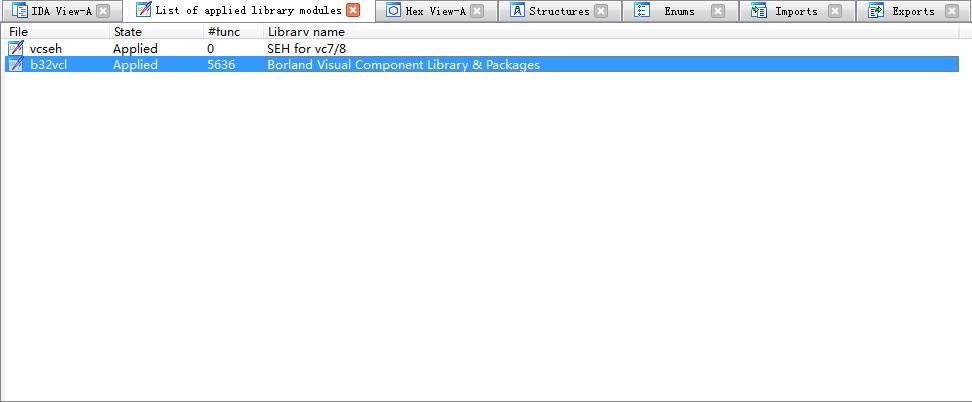 IDA View-A List of applied library modules Hex View-A Structures Enums Imports Exports
File State #func Library name
vcseh Applied 0 SEH for vc7/8
b32vcl Applied 5636 Borland Visual Component Library & Packages